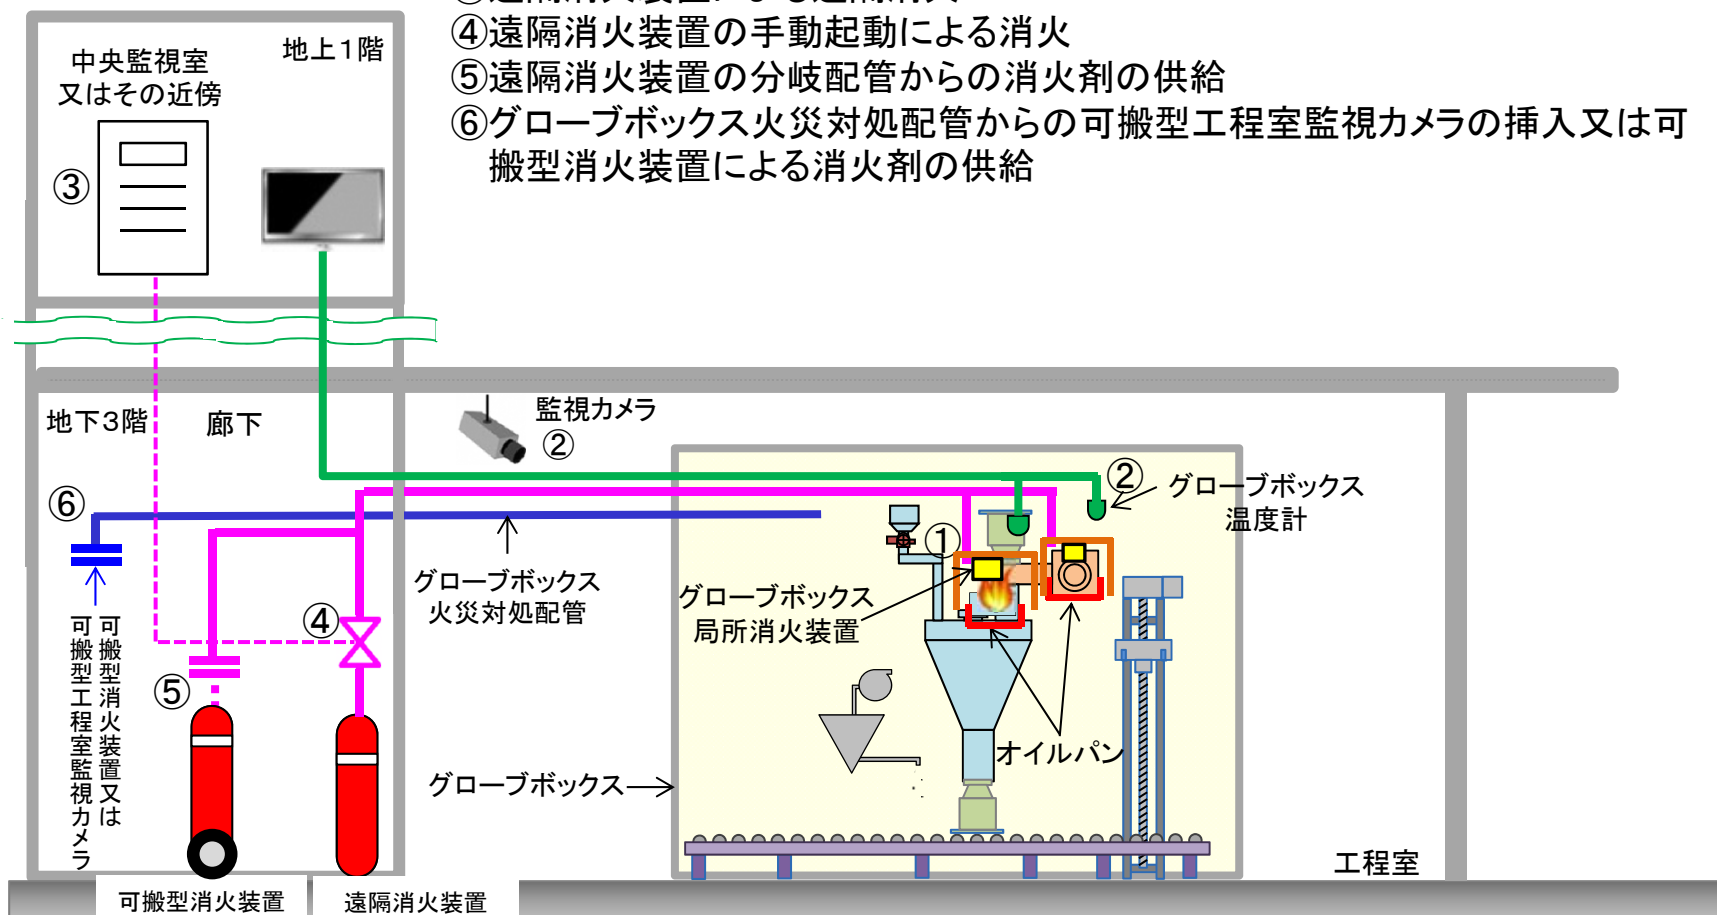 ④遠隔消火装置の手動起動による消火
⑤遠隔消火装置の分岐配管からの消火剤の供給
⑥グローブボックス火災対処配管からの可搬型工程室監視カメラの挿入又は可
搬型消火装置による消火剤の供給
地上1階
中央監視室
又はその近傍
③
地下3階
廊下
監視カメラ
②
⑥
②
グローブボックス
温度計
①
グローブボックス
火災対処配管
グローブボックス
局所消火装置
④
⑤
可搬型消火装置又は
可搬型工程室監視カメラ
オイルパン
グローブボックス
工程室
可搬型消火装置
遠隔消火装置